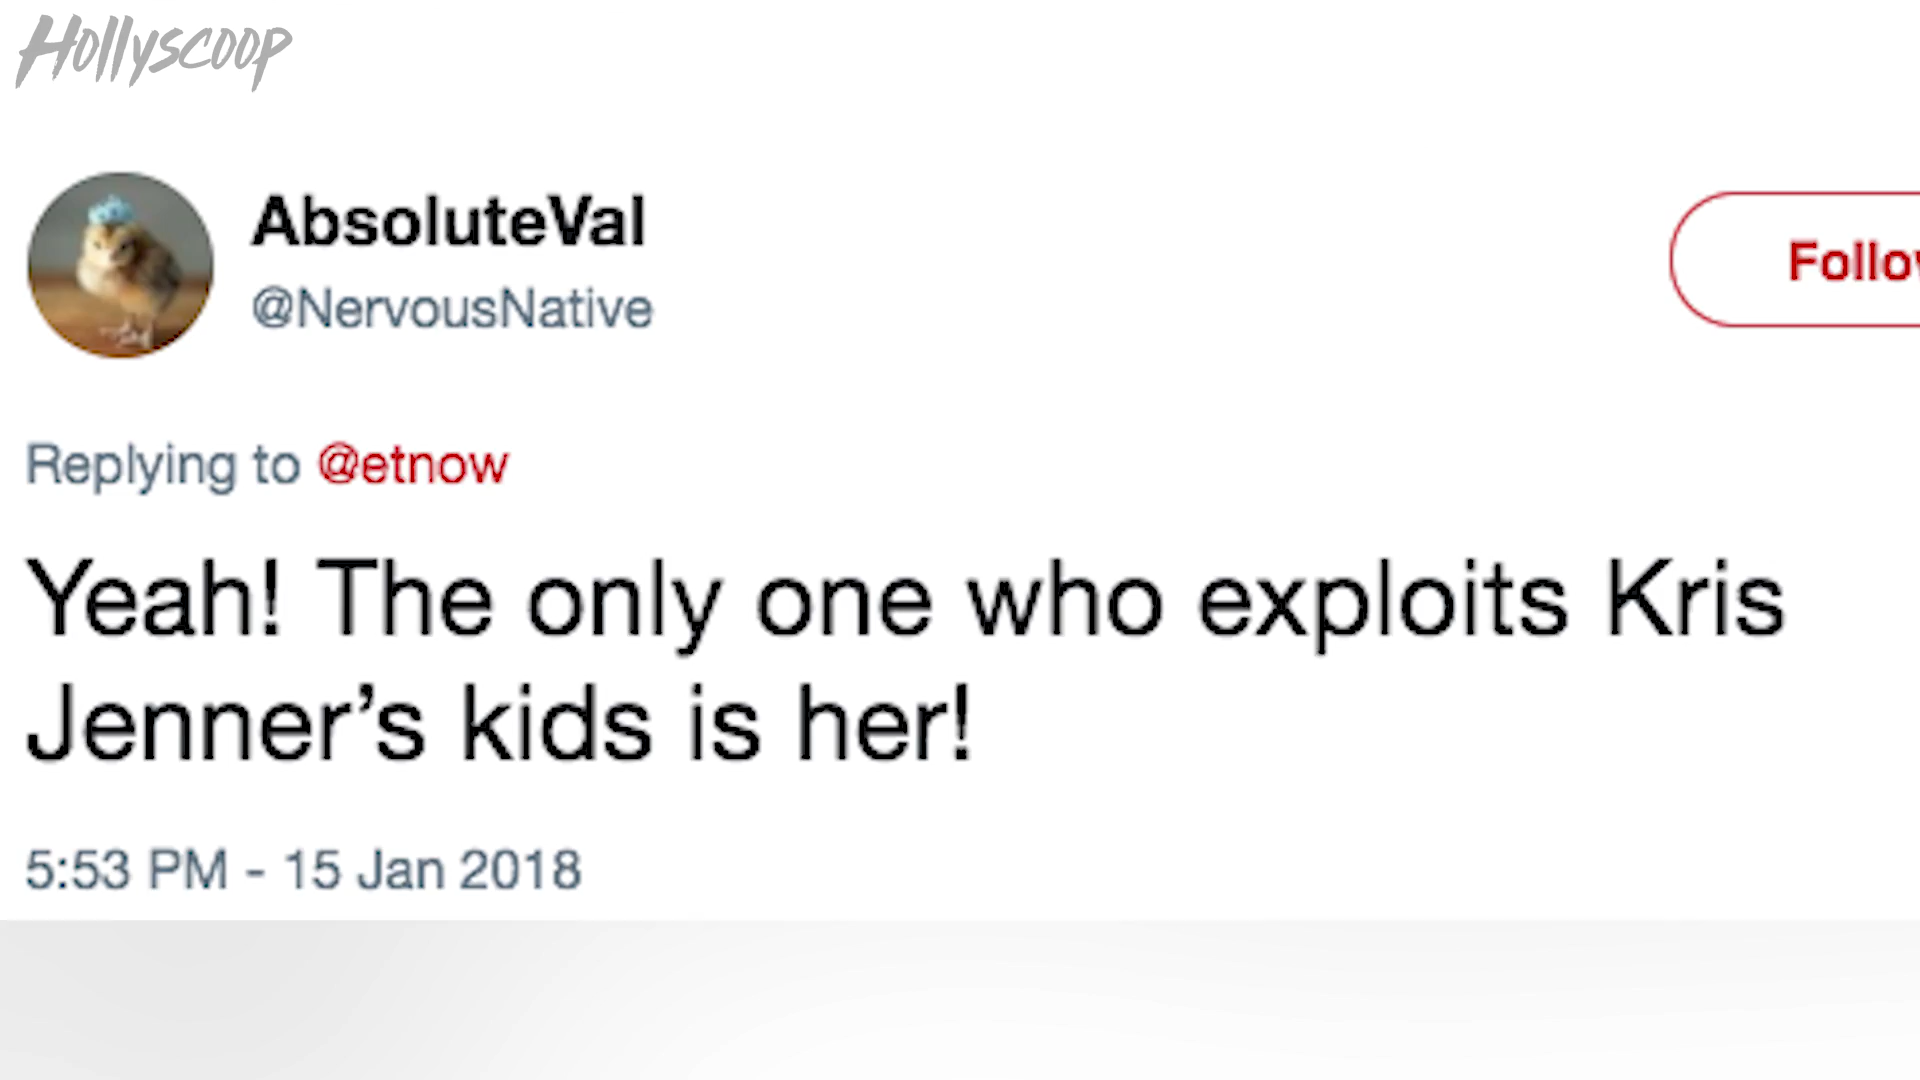 Hollyscoop
AbsoluteVal
@NervousNative
Follow
Replying to @etnow
Yeah! The only one who exploits Kris
Jenner’s kids is her!
5:53 PM - 15 Jan 2018